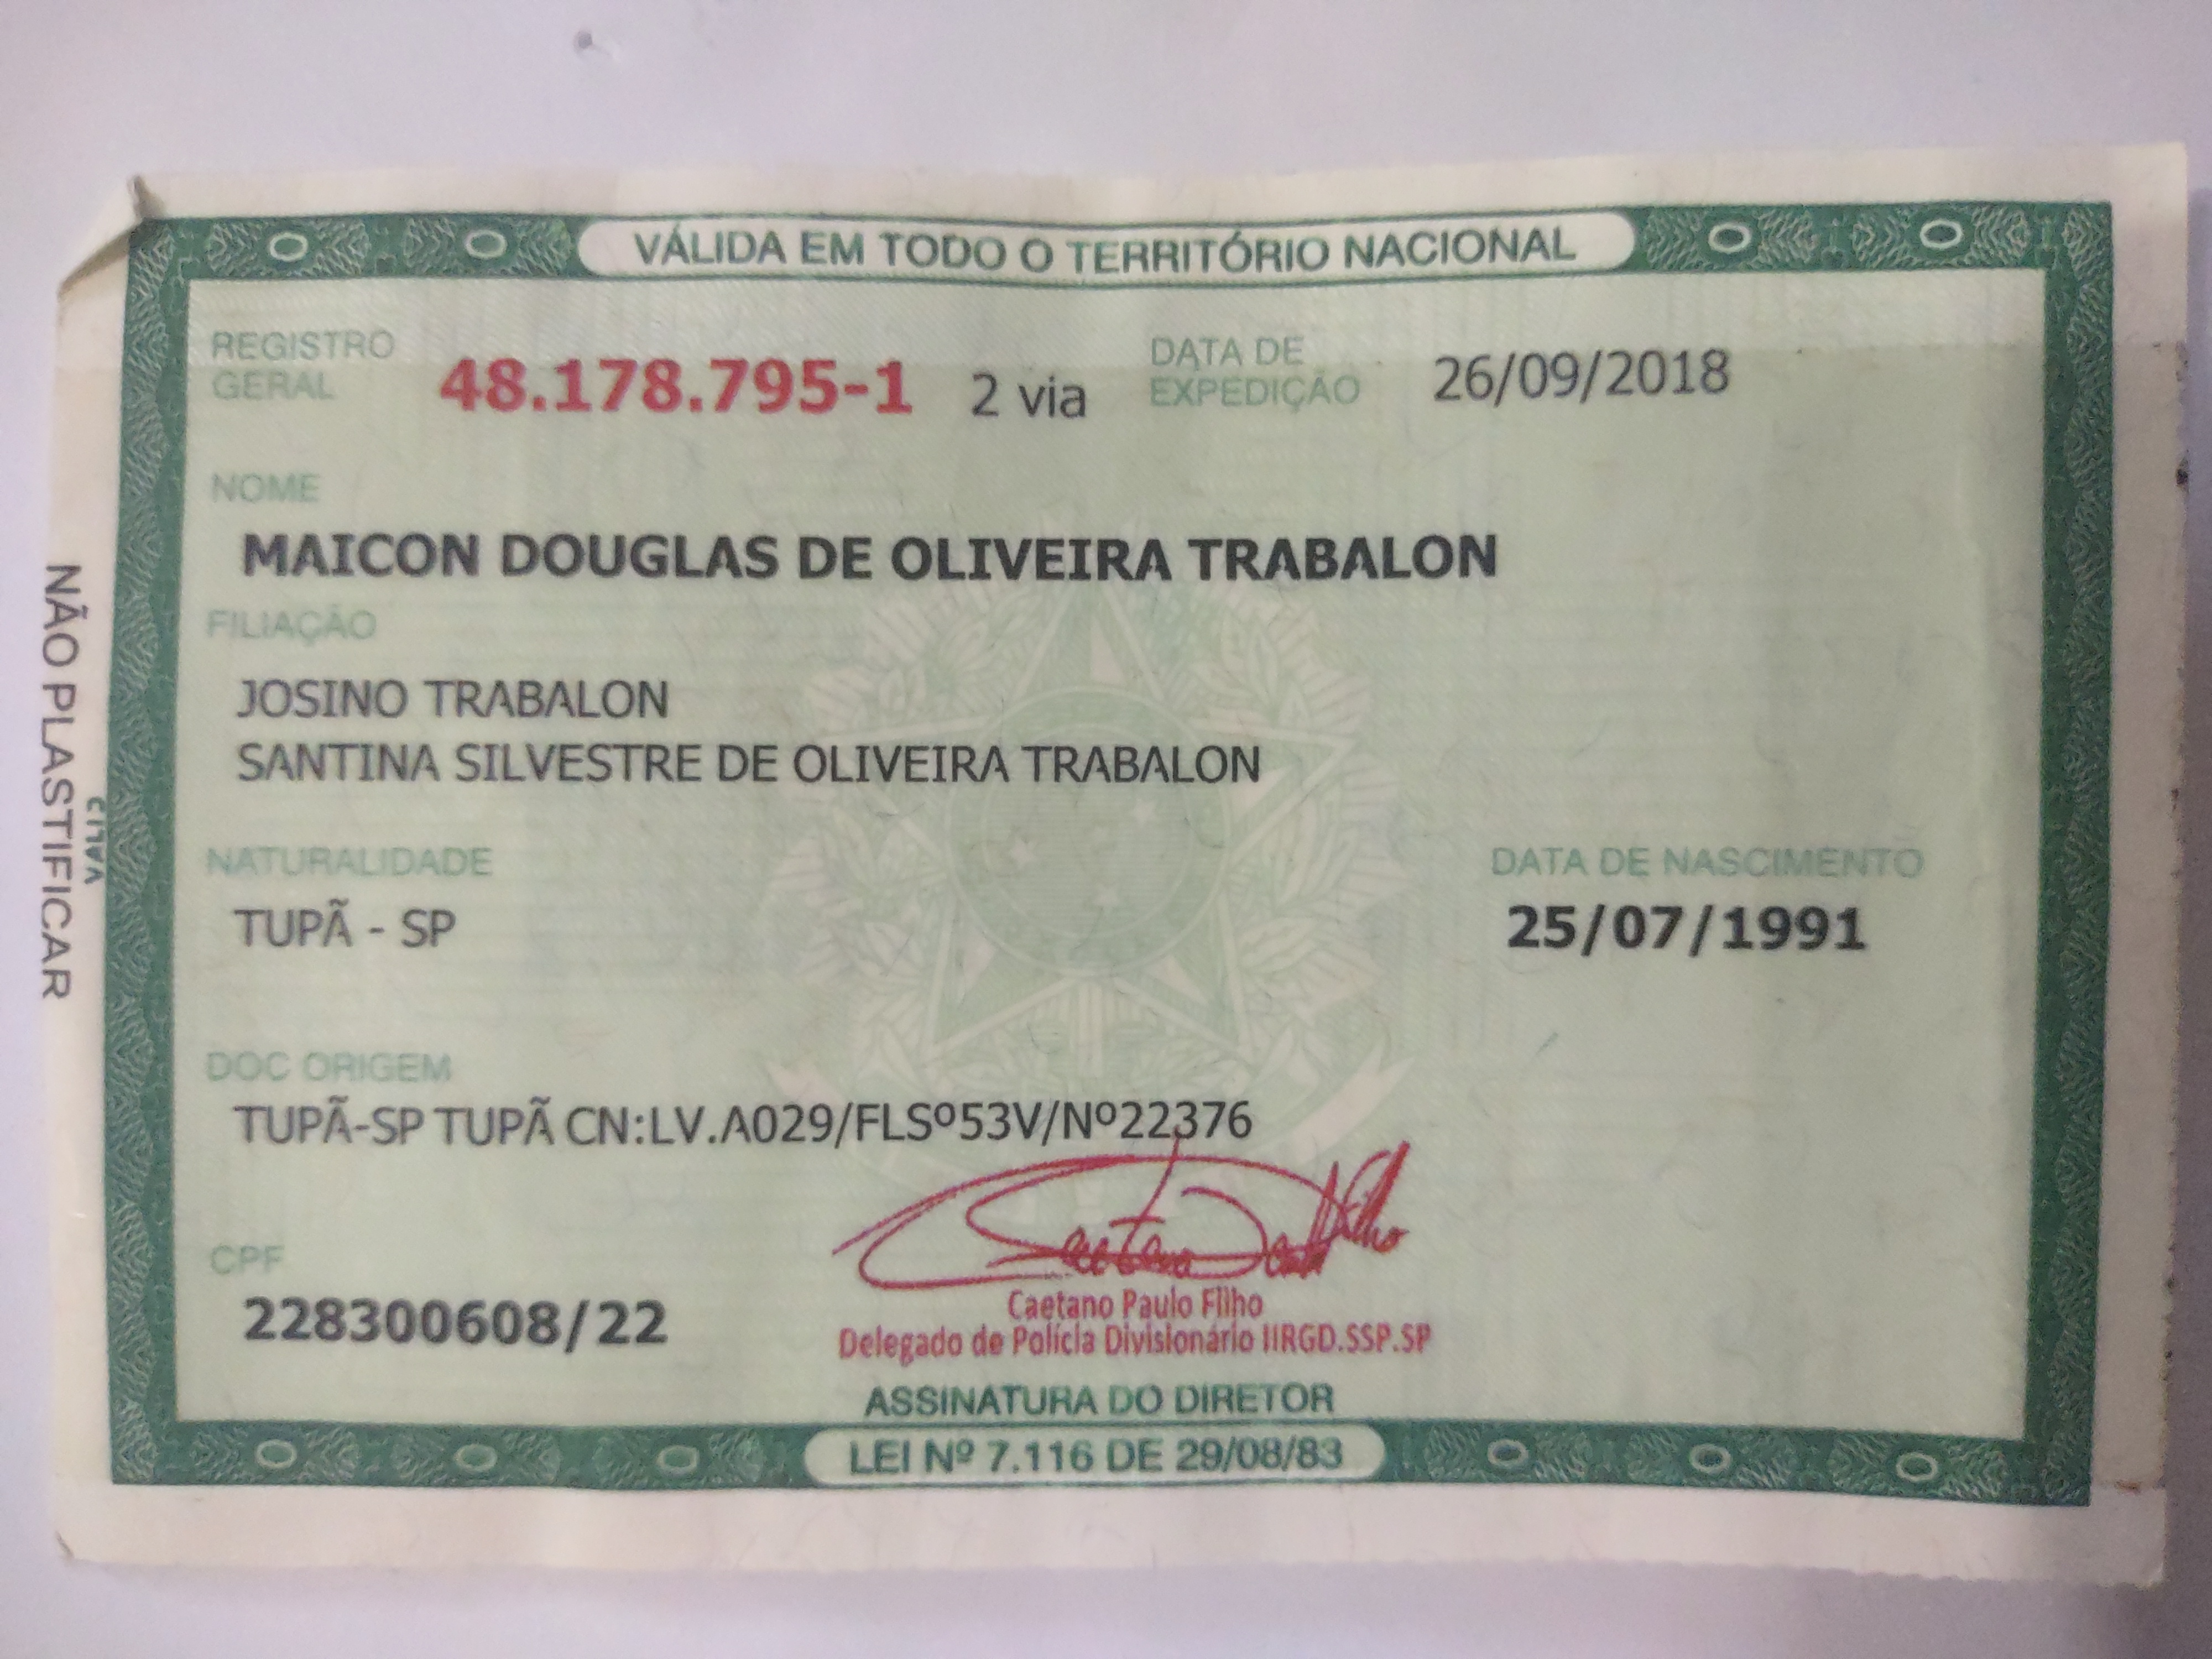 NÃO PLASTIFICAR
VALID
VÁLIDA EM TODO O TERRITÓRIO NACIONAL
REGISTRO GERAL 48.178.795-1 2 via DATA DE EXPEDIÇÃO 26/09/2018
NOME
MAICON DOUGLAS DE OLIVEIRA TRABALON
FILIAÇÃO
JOSINO TRABALON
SANTINA SILVESTRE DE OLIVEIRA TRABALON
NATURALIDADE DATA DE NASCIMENTO
TUPÃ - SP 25/07/1991
DOC ORIGEM
TUPÃ-SP TUPÃ CN:LV.A029/FLSº53V/Nº22376
CPF
228300608/22
Caetano Paulo Filho
Delegado de Polícia Divisionário IIRGD.SSP.SP
ASSINATURA DO DIRETOR
LEI Nº 7.116 DE 29/08/83